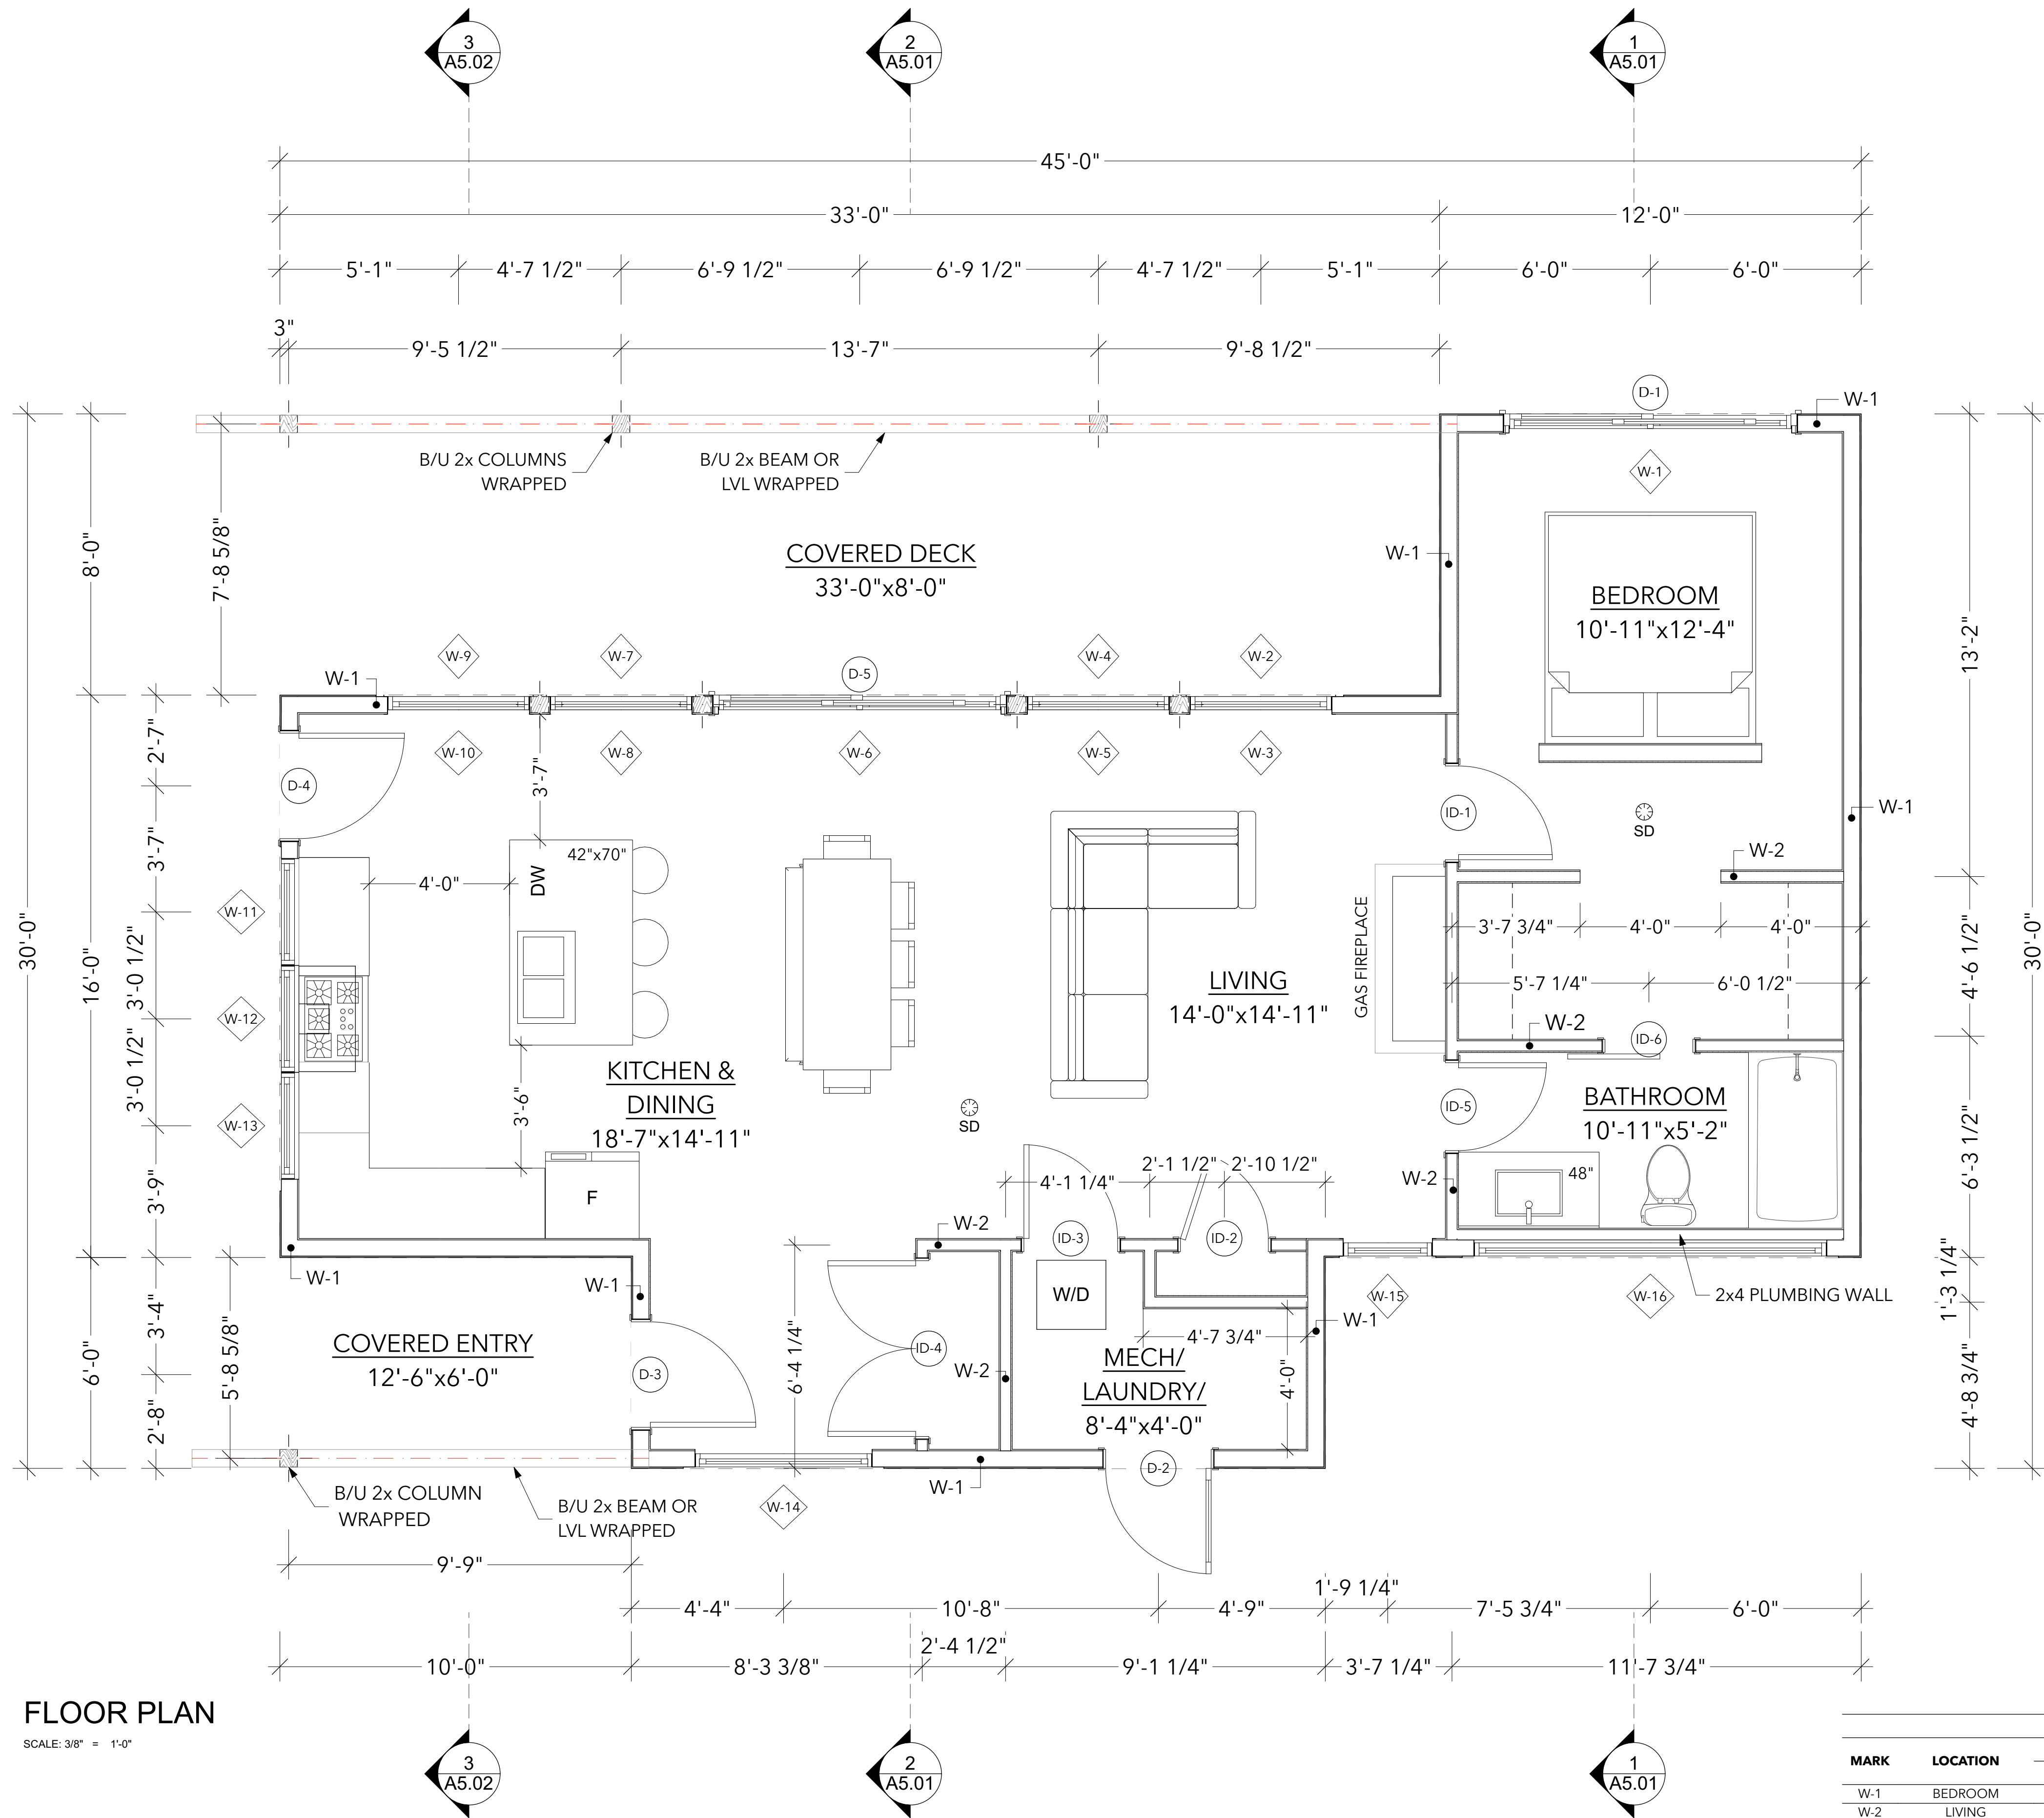 3
A5.02
2
A5.01
1
A5.01
45'-0"
33'-0"
12'-0"
5'-1"
4'-7 1/2"
6'-9 1/2"
6'-9 1/2"
4'-7 1/2"
5'-1"
6'-0"
6'-0"
3"
9'-5 1/2"
13'-7"
9'-8 1/2"
D-1
W-1
B/U 2x COLUMNS
WRAPPED
B/U 2x BEAM OR
LVL WRAPPED
W-1
30'-0"
8'-0"
7'-8 5/8"
COVERED DECK
33'-0"x8'-0"
W-1
BEDROOM
10'-11"x12'-4"
13'-2"
30'-0"
W-9
W-7
D-5
W-4
W-2
W-1
W-10
W-8
W-6
W-5
W-3
2'-7"
D-4
3'-7"
ID-1
SD
W-1
3'-7"
42"x70"
DW
4'-0"
W-2
W-11
16'-0"
3'-0 1/2"
GAS FIREPLACE
3'-7 3/4"
4'-0"
4'-0"
4'-6 1/2"
LIVING
14'-0"x14'-11"
5'-7 1/4"
6'-0 1/2"
W-12
W-2
ID-6
3'-0 1/2"
KITCHEN &
DINING
18'-7"x14'-11"
3'-6"
SD
W-13
ID-5
BATHROOM
10'-11"x5'-2"
6'-3 1/2"
3'-9"
F
4'-1 1/4"
2'-1 1/2"
2'-10 1/2"
W-2
48"
W-2
ID-3
ID-2
W-1
W-1
W/D
W-15
W-16
2x4 PLUMBING WALL
1'-3 1/4"
6'-0"
3'-4"
5'-8 5/8"
COVERED ENTRY
12'-6"x6'-0"
D-3
6'-4 1/4"
ID-4
W-2
4'-7 3/4"
W-1
MECH/
LAUNDRY/
8'-4"x4'-0"
4'-0"
2'-8"
4'-8 3/4"
D-2
W-1
B/U 2x COLUMN
WRAPPED
B/U 2x BEAM OR
LVL WRAPPED
W-14
9'-9"
4'-4"
10'-8"
4'-9"
1'-9 1/4"
7'-5 3/4"
6'-0"
10'-0"
8'-3 3/8"
2'-4 1/2"
9'-1 1/4"
3'-7 1/4"
11'-7 3/4"
FLOOR PLAN
SCALE: 3/8" = 1'-0"
3
A5.02
2
A5.01
1
A5.01
MARK LOCATION
W-1 BEDROOM
W-2 LIVING